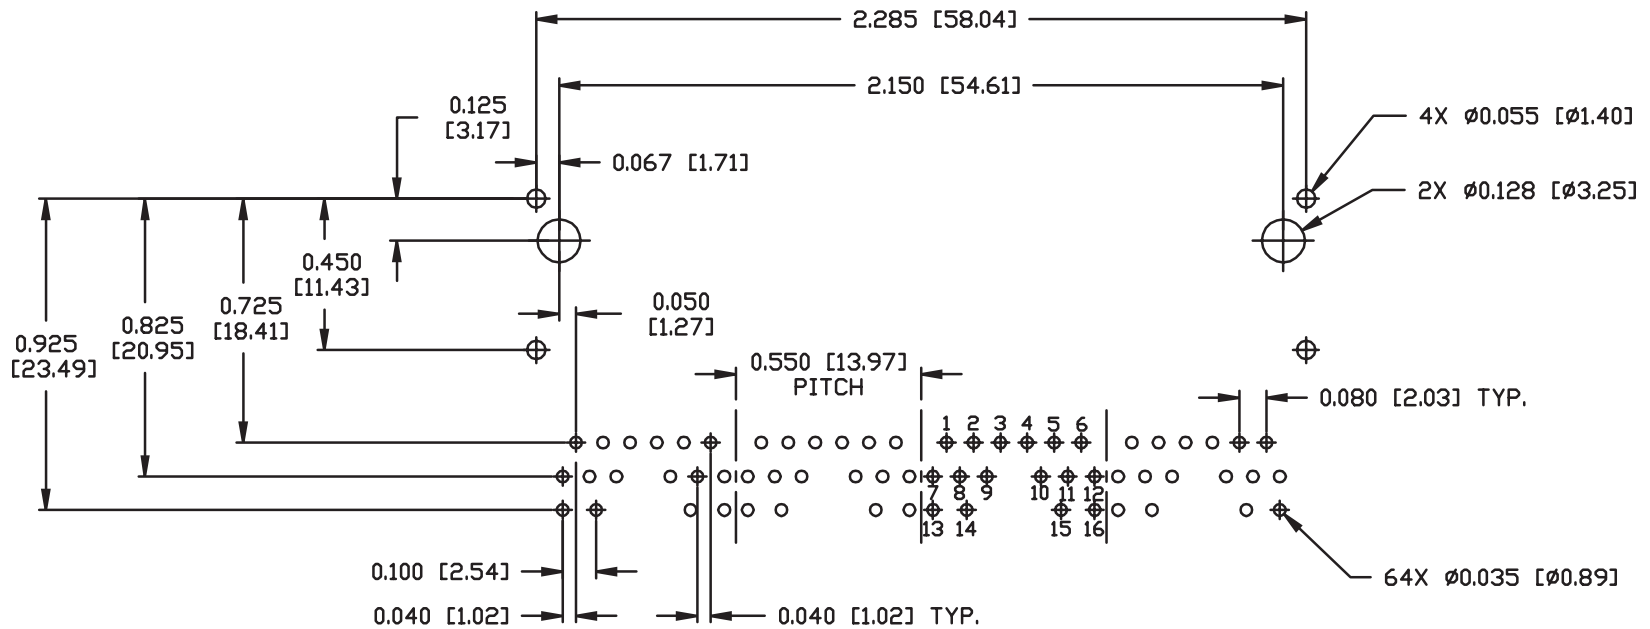 2.285 [58.04]
2.150 [54.61]
0.125
[3.17]
4X ø0.055 [ø1.40]
0.067 [1.71]
2X ø0.128 [ø3.25]
0.450
[11.43]
0.725
[18.41]
0.050
[1.27]
0.825
[20.95]
0.925
[23.49]
0.550 [13.97]
PITCH
0.080 [2.03] TYP.
1 2 3 4 5 6
7 8 9 10 11 12
13 14 15 16
0.100 [2.54]
64X ø0.035 [ø0.89]
0.040 [1.02]
0.040 [1.02] TYP.